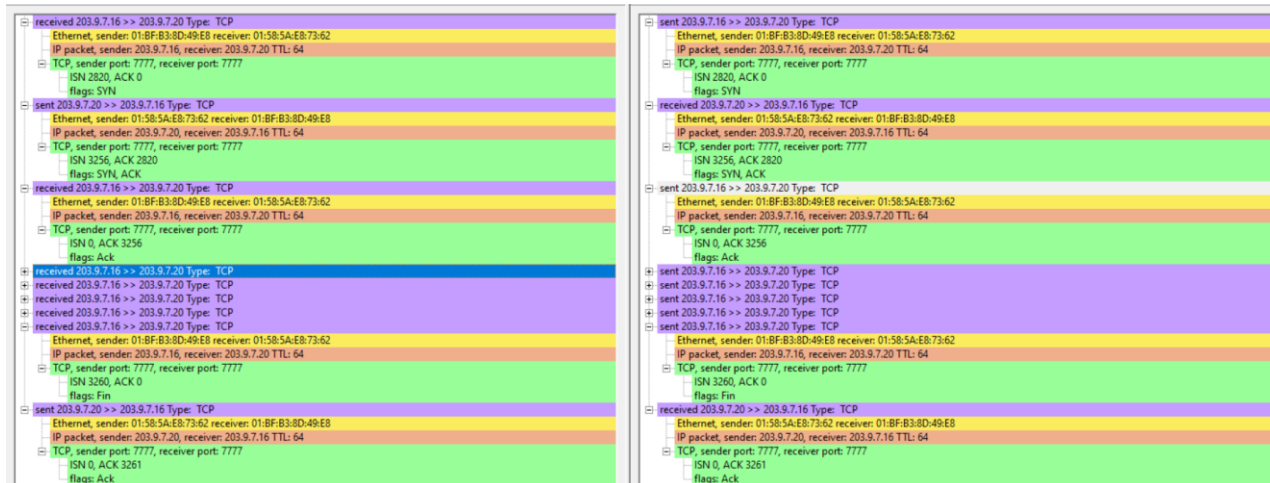 received 203.9.7.16 >> 203.9.7.20 Type: TCP
Ethernet, sender: 01:BF:B3:8D:49:E8 receiver: 01:58:5A:E8:73:62
IP packet, sender: 203.9.7.16, receiver: 203.9.7.20 TTL: 64
TCP, sender port: 7777, receiver port: 7777
ISN 2820, ACK 0
flags: SYN
sent 203.9.7.20 >> 203.9.7.16 Type: TCP
Ethernet, sender: 01:58:5A:E8:73:62 receiver: 01:BF:B3:8D:49:E8
IP packet, sender: 203.9.7.20, receiver: 203.9.7.16 TTL: 64
TCP, sender port: 7777, receiver port: 7777
ISN 3256, ACK 2820
flags: SYN, ACK
received 203.9.7.16 >> 203.9.7.20 Type: TCP
Ethernet, sender: 01:BF:B3:8D:49:E8 receiver: 01:58:5A:E8:73:62
IP packet, sender: 203.9.7.16, receiver: 203.9.7.20 TTL: 64
TCP, sender port: 7777, receiver port: 7777
ISN 0, ACK 3256
flags: Ack
received 203.9.7.16 >> 203.9.7.20 Type: TCP
received 203.9.7.16 >> 203.9.7.20 Type: TCP
received 203.9.7.16 >> 203.9.7.20 Type: TCP
received 203.9.7.16 >> 203.9.7.20 Type: TCP
received 203.9.7.16 >> 203.9.7.20 Type: TCP
Ethernet, sender: 01:BF:B3:8D:49:E8 receiver: 01:58:5A:E8:73:62
IP packet, sender: 203.9.7.16, receiver: 203.9.7.20 TTL: 64
TCP, sender port: 7777, receiver port: 7777
ISN 3260, ACK 0
flags: Fin
sent 203.9.7.20 >> 203.9.7.16 Type: TCP
Ethernet, sender: 01:58:5A:E8:73:62 receiver: 01:BF:B3:8D:49:E8
IP packet, sender: 203.9.7.20, receiver: 203.9.7.16 TTL: 64
TCP, sender port: 7777, receiver port: 7777
ISN 0, ACK 3261
flags: Ack
sent 203.9.7.16 >> 203.9.7.20 Type: TCP
Ethernet, sender: 01:BF:B3:8D:49:E8 receiver: 01:58:5A:E8:73:62
IP packet, sender: 203.9.7.16, receiver: 203.9.7.20 TTL: 64
TCP, sender port: 7777, receiver port: 7777
ISN 2820, ACK 0
flags: SYN
received 203.9.7.20 >> 203.9.7.16 Type: TCP
Ethernet, sender: 01:58:5A:E8:73:62 receiver: 01:BF:B3:8D:49:E8
IP packet, sender: 203.9.7.20, receiver: 203.9.7.16 TTL: 64
TCP, sender port: 7777, receiver port: 7777
ISN 3256, ACK 2820
flags: SYN, ACK
sent 203.9.7.16 >> 203.9.7.20 Type: TCP
Ethernet, sender: 01:BF:B3:8D:49:E8 receiver: 01:58:5A:E8:73:62
IP packet, sender: 203.9.7.16, receiver: 203.9.7.20 TTL: 64
TCP, sender port: 7777, receiver port: 7777
ISN 0, ACK 3256
flags: Ack
sent 203.9.7.16 >> 203.9.7.20 Type: TCP
sent 203.9.7.16 >> 203.9.7.20 Type: TCP
sent 203.9.7.16 >> 203.9.7.20 Type: TCP
sent 203.9.7.16 >> 203.9.7.20 Type: TCP
sent 203.9.7.16 >> 203.9.7.20 Type: TCP
Ethernet, sender: 01:BF:B3:8D:49:E8 receiver: 01:58:5A:E8:73:62
IP packet, sender: 203.9.7.16, receiver: 203.9.7.20 TTL: 64
TCP, sender port: 7777, receiver port: 7777
ISN 3260, ACK 0
flags: Fin
received 203.9.7.20 >> 203.9.7.16 Type: TCP
Ethernet, sender: 01:58:5A:E8:73:62 receiver: 01:BF:B3:8D:49:E8
IP packet, sender: 203.9.7.20, receiver: 203.9.7.16 TTL: 64
TCP, sender port: 7777, receiver port: 7777
ISN 0, ACK 3261
flags: Ack